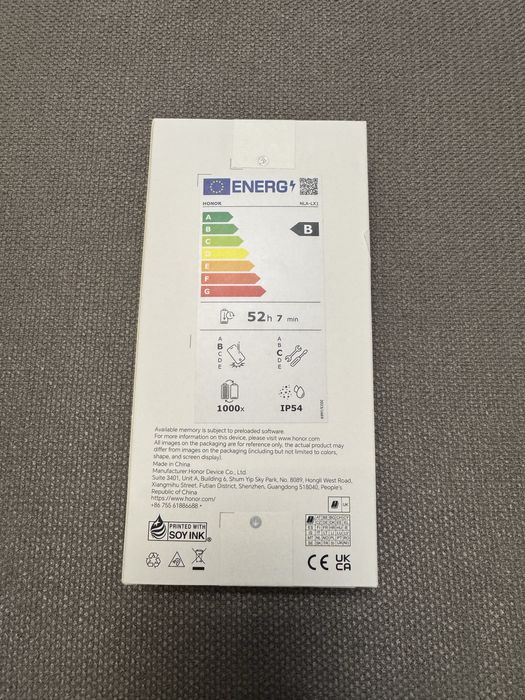 ENERG
HONOR NLA-LX1
A
B
C
D
E
F
G
B
52h 7 min
A
B
C
D
E
A
B
C
D
E
1000x
IP54
2023/1669
Available memory is subject to preloaded software.
For more information on this device, please visit www.honor.com
All images on the packaging are for reference only, the actual product may
differ from images on the packaging (including but not limited to colors,
shape, and screen display).
Made in China
Manufacturer:Honor Device Co., Ltd.
Suite 3401, Unit A, Building 6, Shum Yip Sky Park, No. 8089, Hongli West Road,
Xiangmihu Street, Futian District, Shenzhen, Guangdong 518040, People's
Republic of China
https://www.honor.com/
+86 755 61886688
UK
PRINTED WITH
SOY INK
CE UK
CA